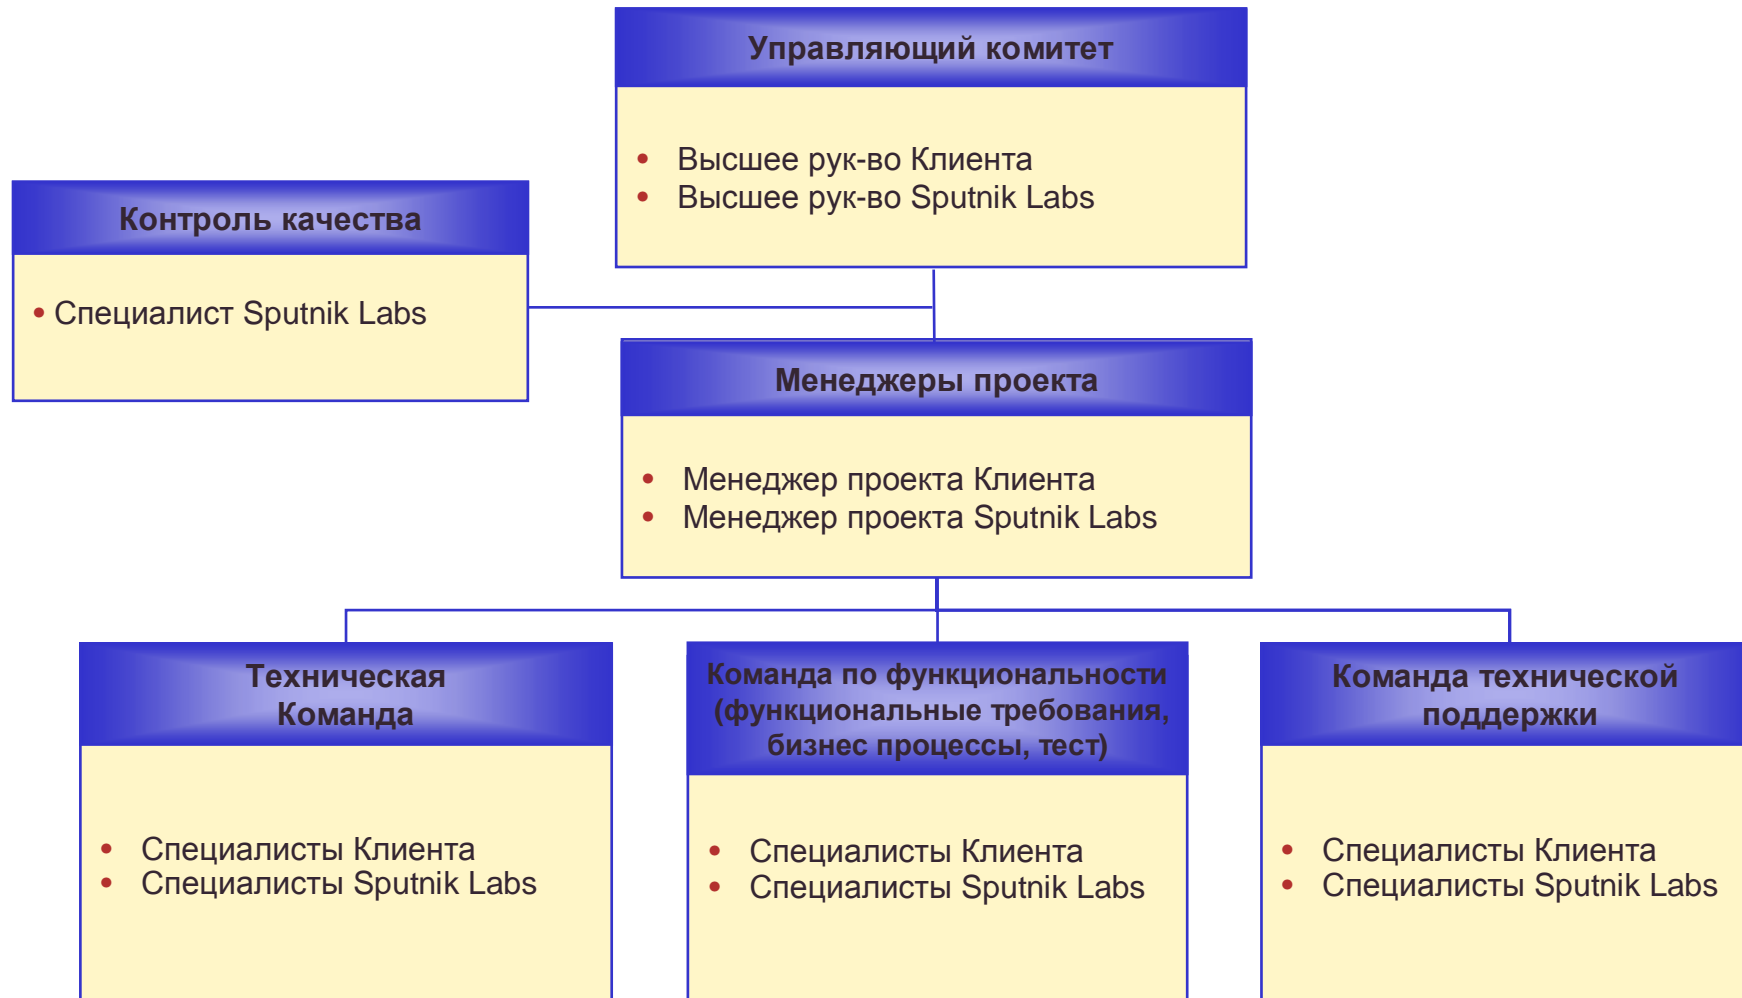 Управляющий комитет
• Высшее рук-во Клиента
• Высшее рук-во Sputnik Labs
Контроль качества
• Специалист Sputnik Labs
Менеджеры проекта
• Менеджер проекта Клиента
• Менеджер проекта Sputnik Labs
Техническая
Команда
• Специалисты Клиента
• Специалисты Sputnik Labs
Команда по функциональности
(функциональные требования,
бизнес процессы, тест)
• Специалисты Клиента
• Специалисты Sputnik Labs
Команда технической
поддержки
• Специалисты Клиента
• Специалисты Sputnik Labs